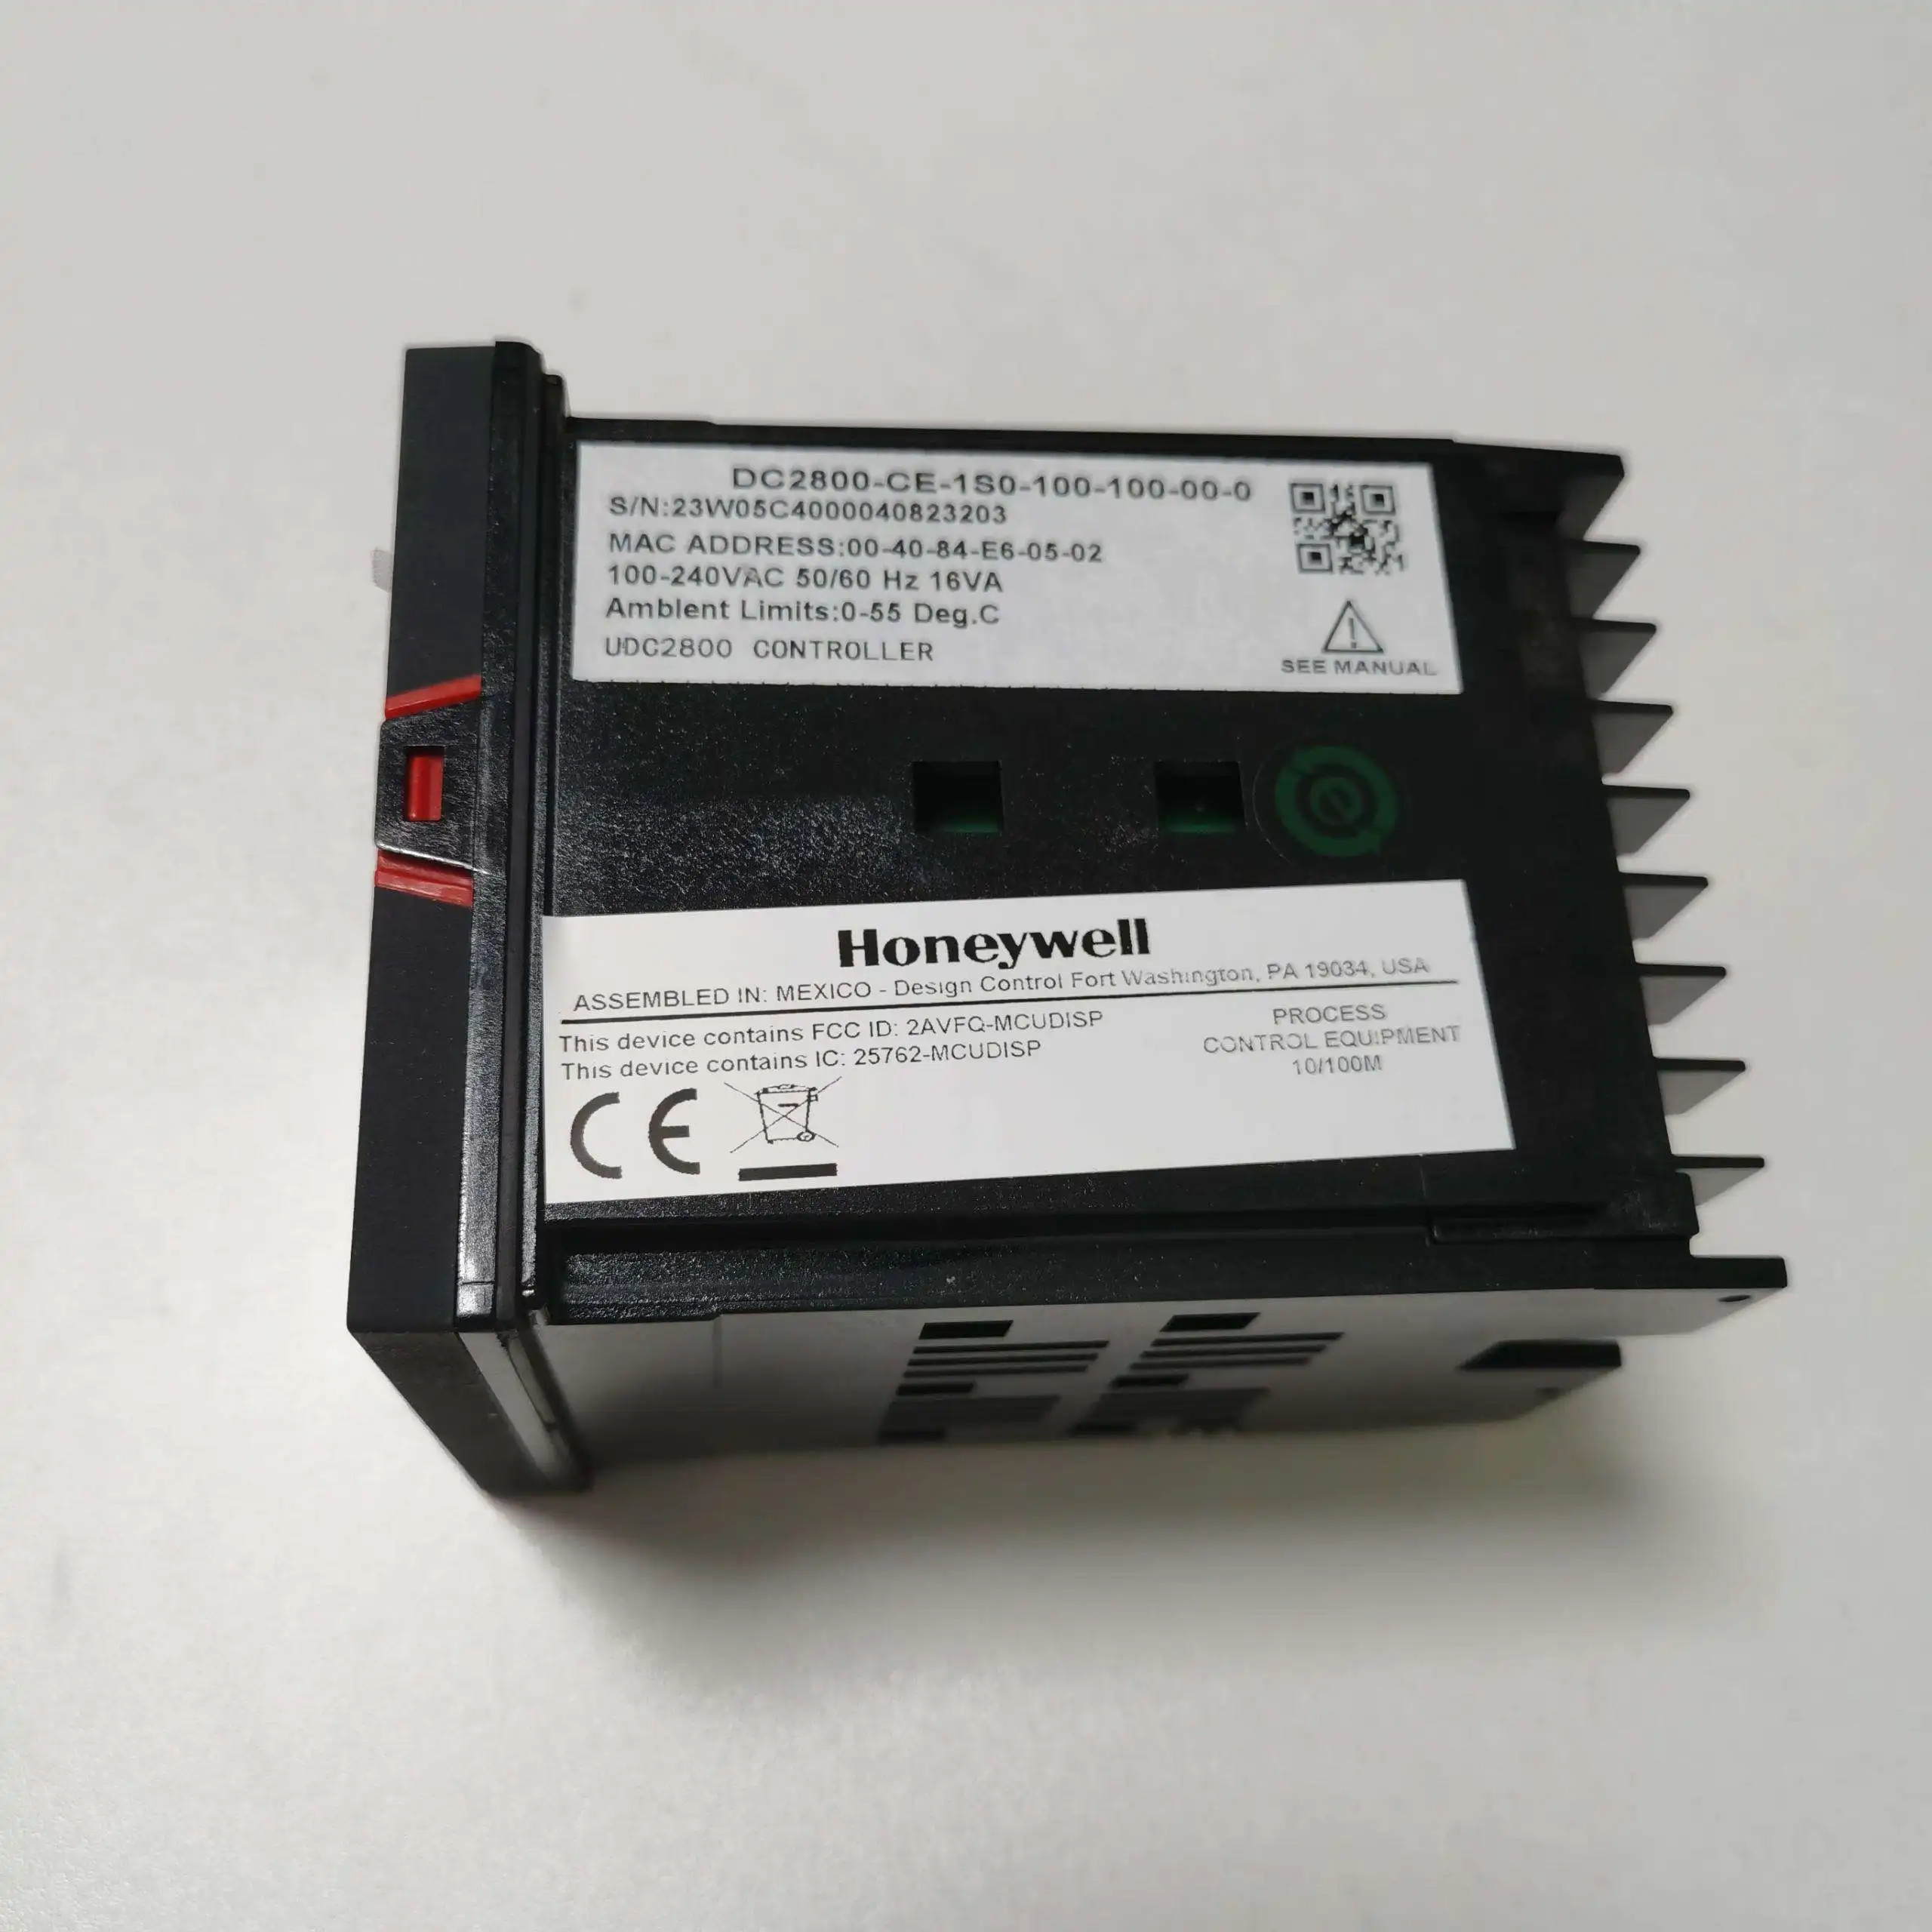 DC2800-CE-1S0-100-100-00-0
S/N:23W05C4000040823203
MAC ADDRESS:00-40-84-E6-05-02
100-240VAC 50/60 Hz 16VA
Ambient Limits:0-55 Deg.C
UDC2800 CONTROLLER
SEE MANUAL
e
Honeywell
ASSEMBLED IN: MEXICO - Design Control Fort Washington, PA 19034, USA
This device contains FCC ID: 2AVFQ-MCUDISP
This device contains IC: 25762-MCUDISP
PROCESS
CONTROL EQUIPMENT
10/100M
CE